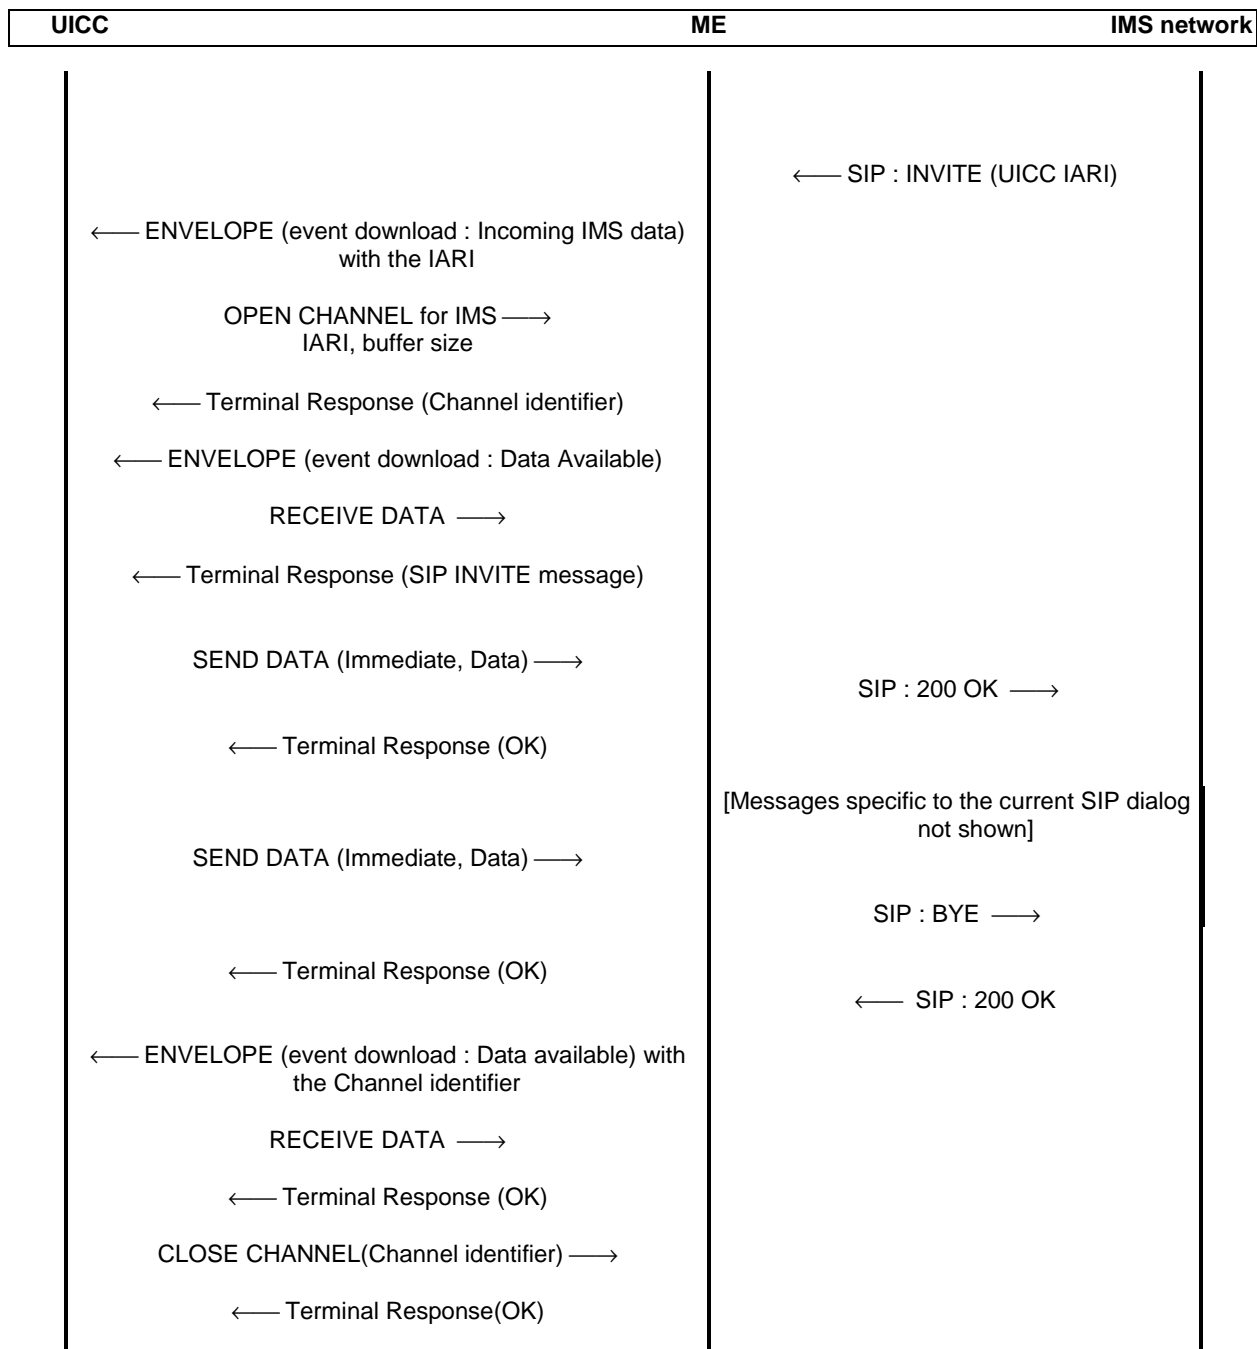 UICC ME IMS network
← SIP : INVITE (UICC IARI)
← ENVELOPE (event download : Incoming IMS data)
with the IARI
OPEN CHANNEL for IMS →
IARI, buffer size
← Terminal Response (Channel identifier)
← ENVELOPE (event download : Data Available)
RECEIVE DATA →
← Terminal Response (SIP INVITE message)
SEND DATA (Immediate, Data) →
SIP : 200 OK →
← Terminal Response (OK)
[Messages specific to the current SIP dialog
not shown]
SEND DATA (Immediate, Data) →
SIP : BYE →
← Terminal Response (OK)
← SIP : 200 OK
← ENVELOPE (event download : Data available) with
the Channel identifier
RECEIVE DATA →
← Terminal Response (OK)
CLOSE CHANNEL(Channel identifier) →
← Terminal Response(OK)